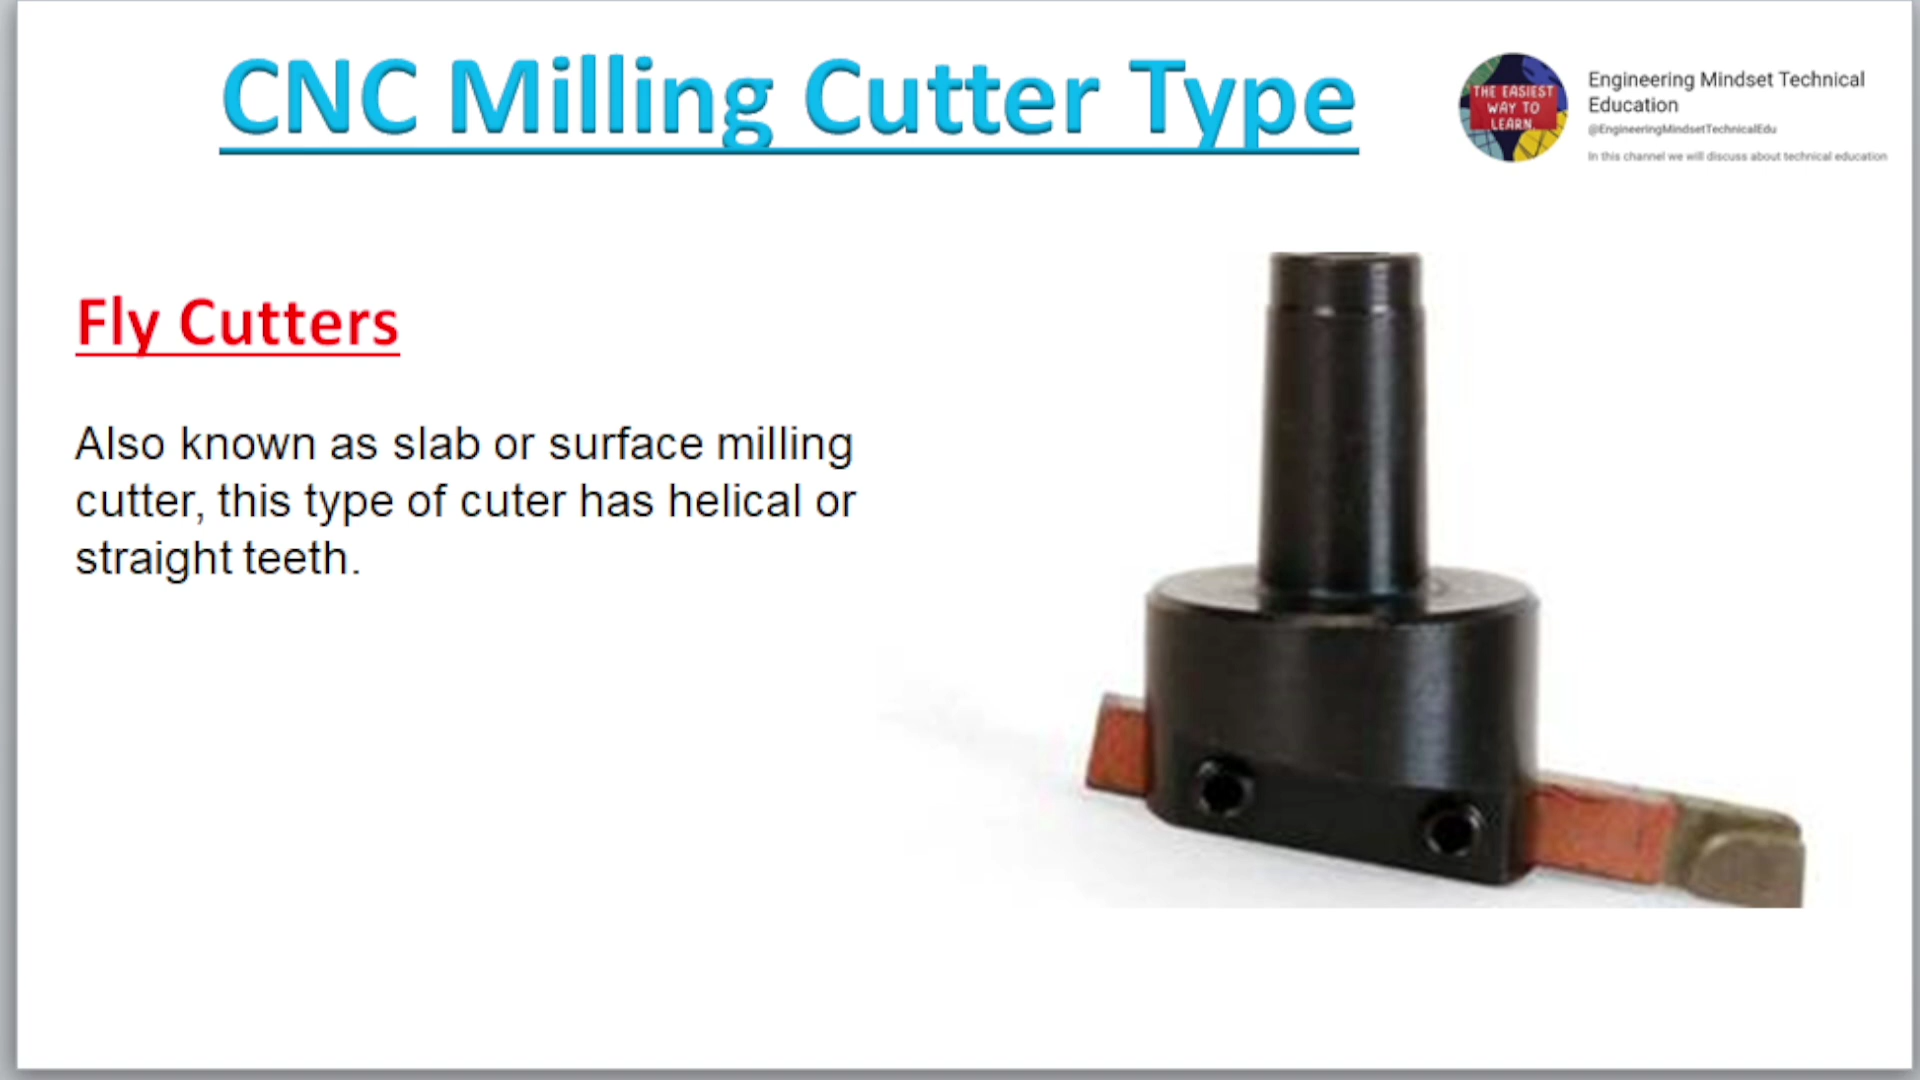 CNC Milling Cutter Type
THE EASIEST
WAY TO
LEARN
Engineering Mindset Technical
Education
@EngineeringMindsetTechnicalEdu
In this channel we will discuss about technical education
Fly Cutters
Also known as slab or surface milling
cutter, this type of cuter has helical or
straight teeth.